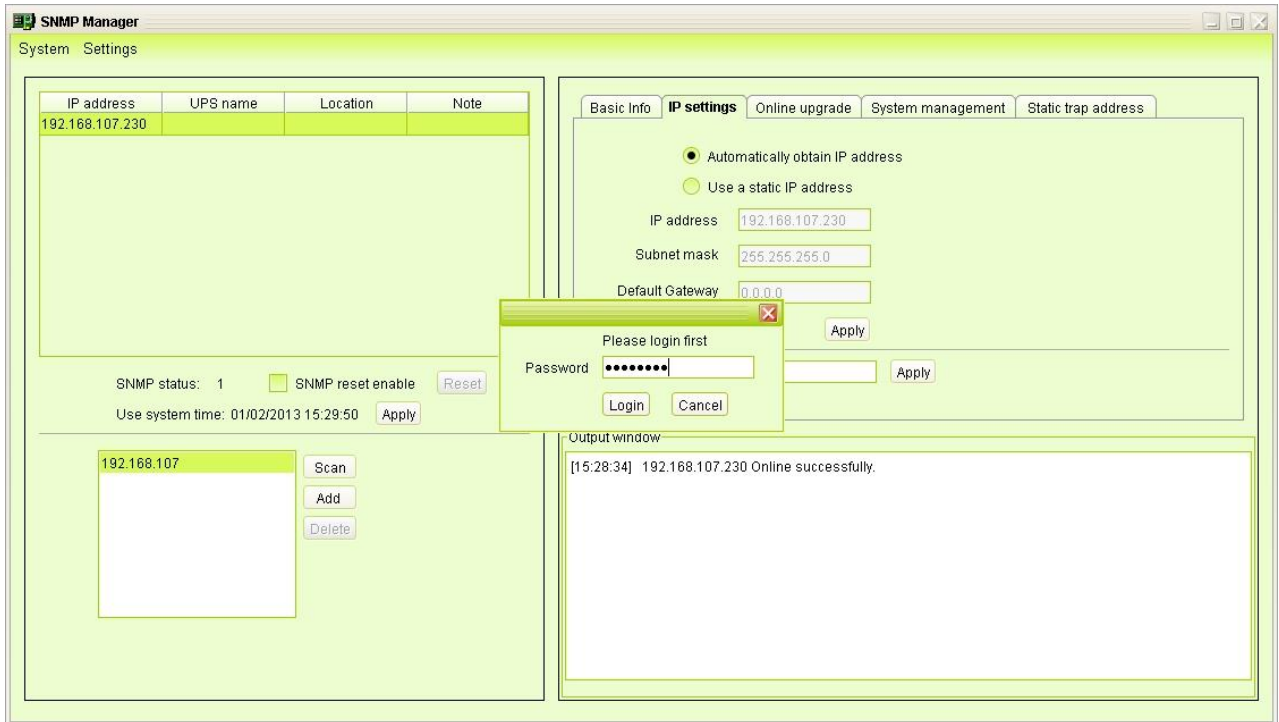 SNMP Manager
System Settings
IP address UPS name Location Note
192.168.107.230
SNMP status: 1 SNMP reset enable Reset
Use system time: 01/02/2013 15:29:50 Apply
192.168.107
Scan
Add
Delete
Basic Info IP settings Online upgrade System management Static trap address
Automatically obtain IP address
Use a static IP address
IP address 192.168.107.230
Subnet mask 255.255.255.0
Default Gateway 0.0.0.0
Apply
Apply
Please login first
Password ••••••••
Login Cancel
Output window
[15:28:34] 192.168.107.230 Online successfully.